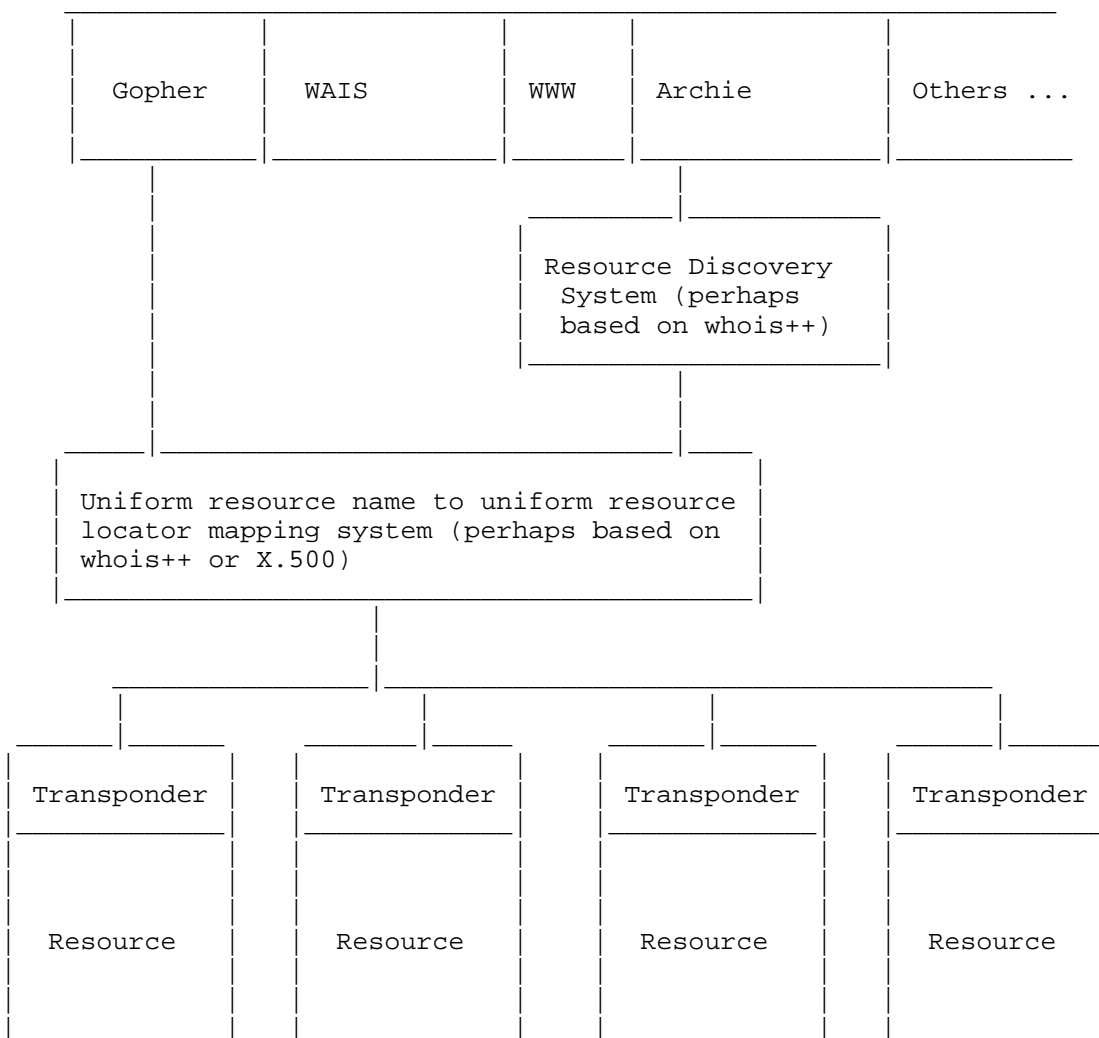 Gopher WAIS WWW Archie Others ...
Resource Discovery
System (perhaps
based on whois++)
Uniform resource name to uniform resource
locator mapping system (perhaps based on
whois++ or X.500)
Transponder Transponder Transponder Transponder
Resource Resource Resource Resource